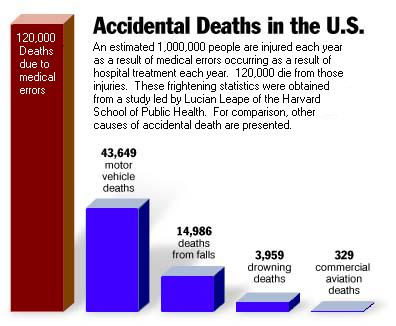 Accidental Deaths in the U.S.
120,000
Deaths
due to
medical
errors
An estimated 1,000,000 people are injured each year
as a result of medical errors occurring as a result of
hospital treatment each year.  120,000 die from those
injuries.  These frightening statistics were obtained
from a study led by Lucian Leape of the Harvard
School of Public Health.  For comparison, other
causes of accidental death are presented.
43,649
motor
vehicle
deaths
14,986
deaths
from falls
3,959
drowning
deaths
329
commercial
aviation
deaths